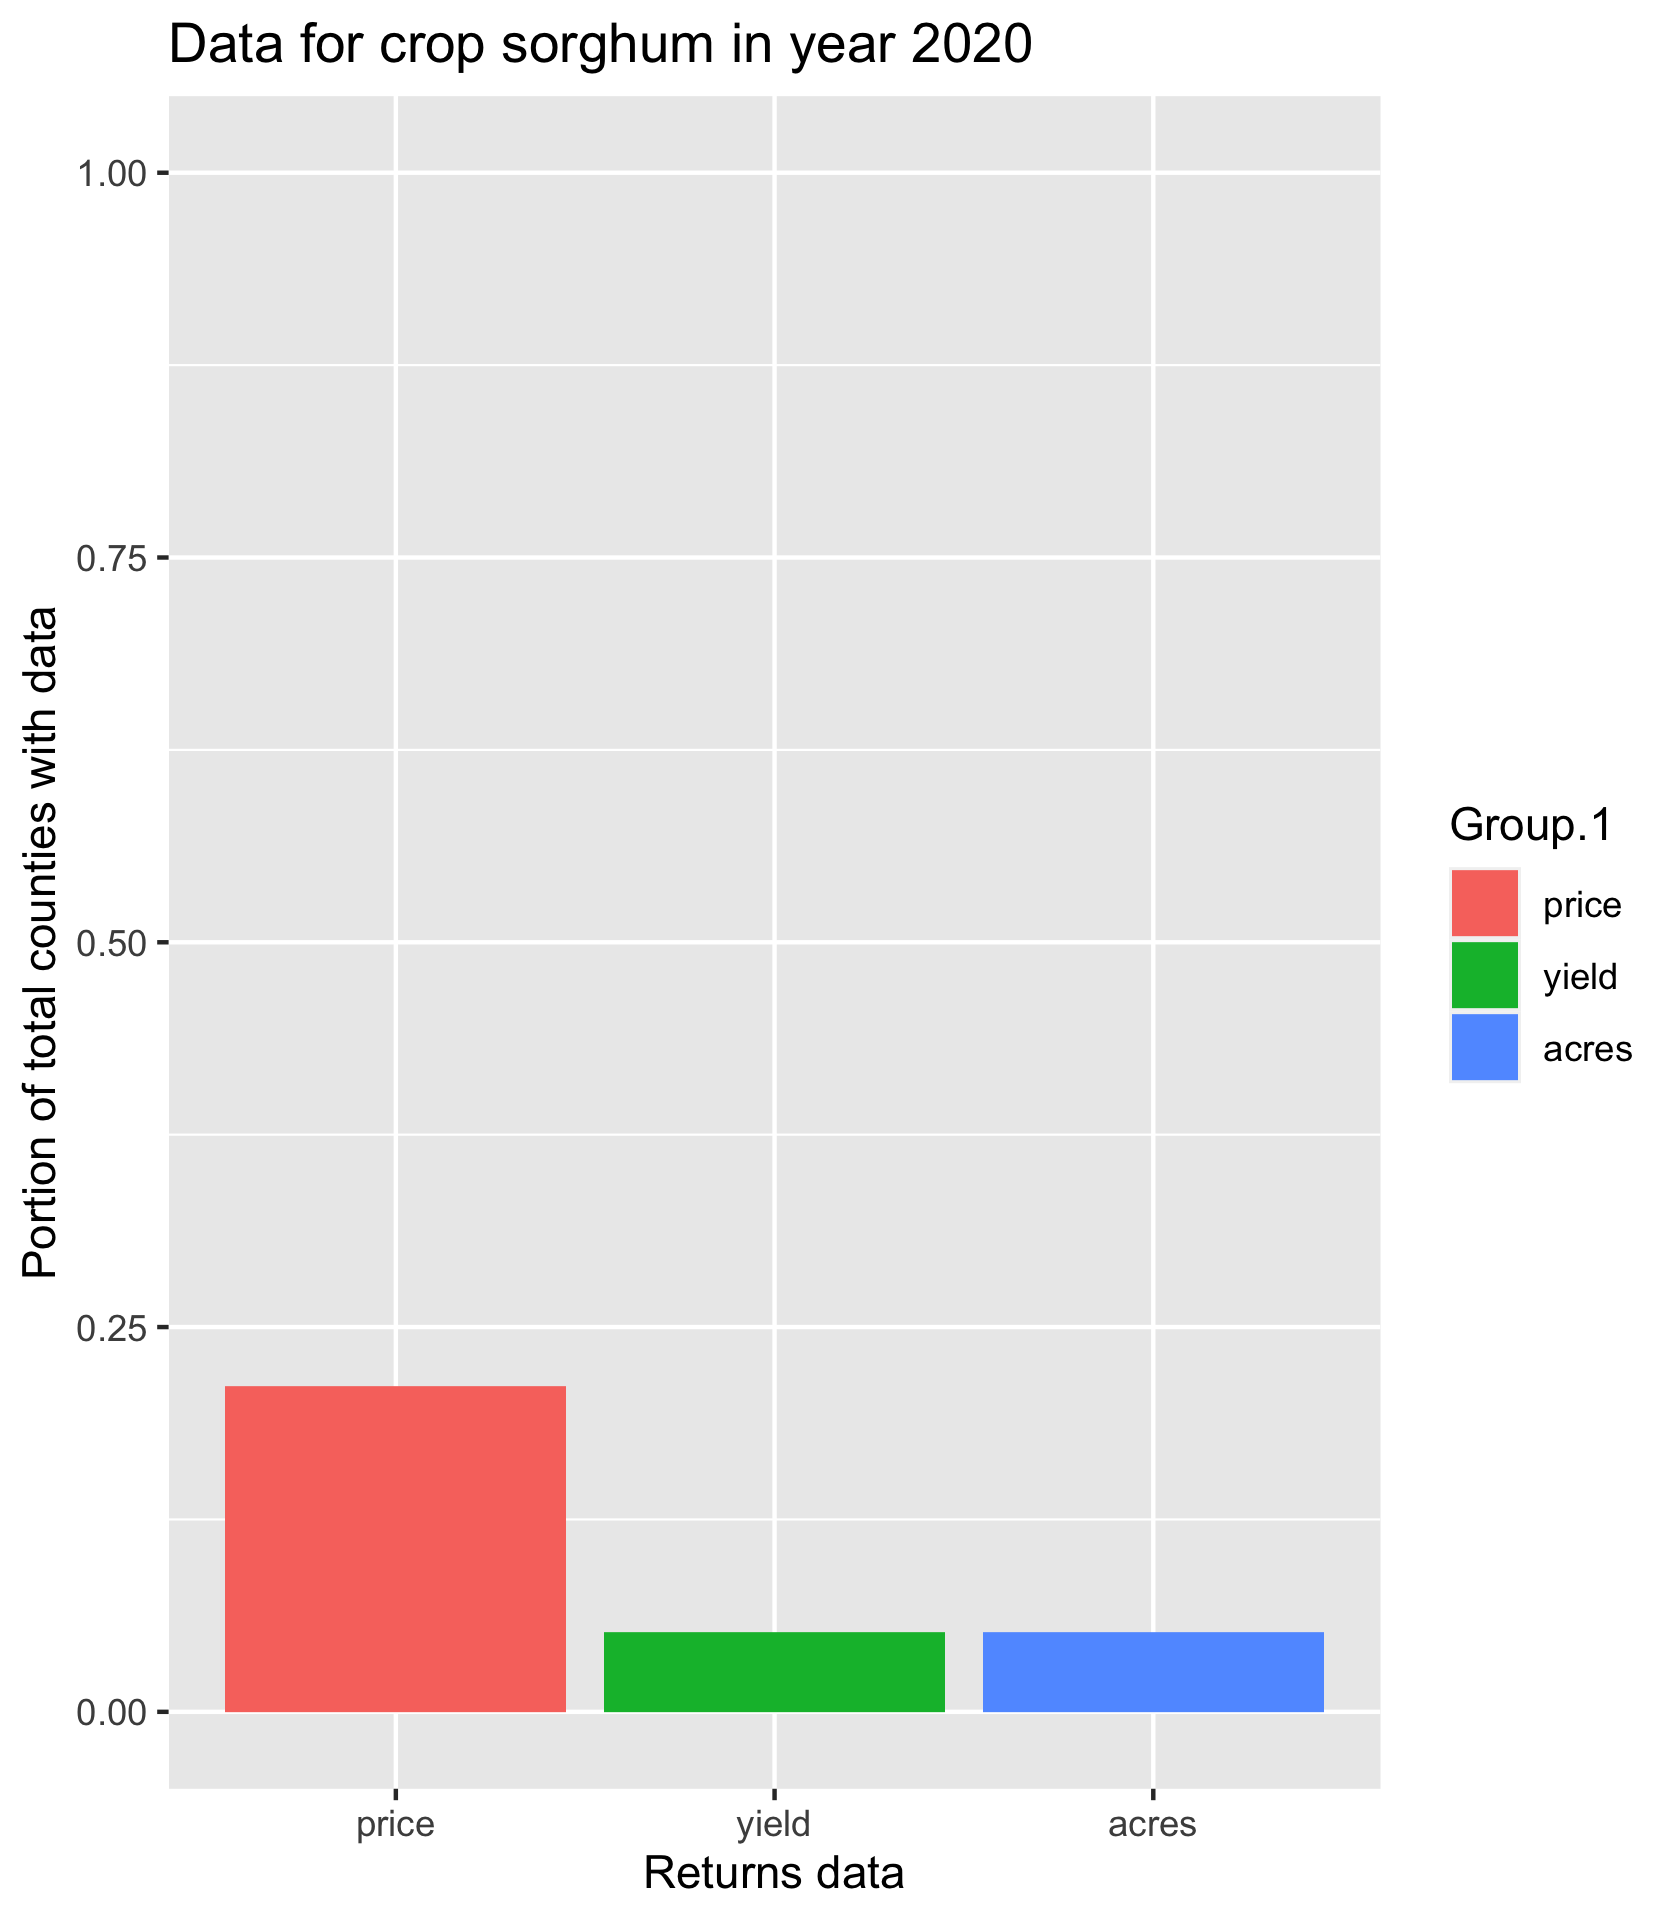 Data for crop sorghum in year 2020
Portion of total counties with data
1.00
0.75
0.50
0.25
0.00
price
yield
acres
Returns data
Group.1
price
yield
acres